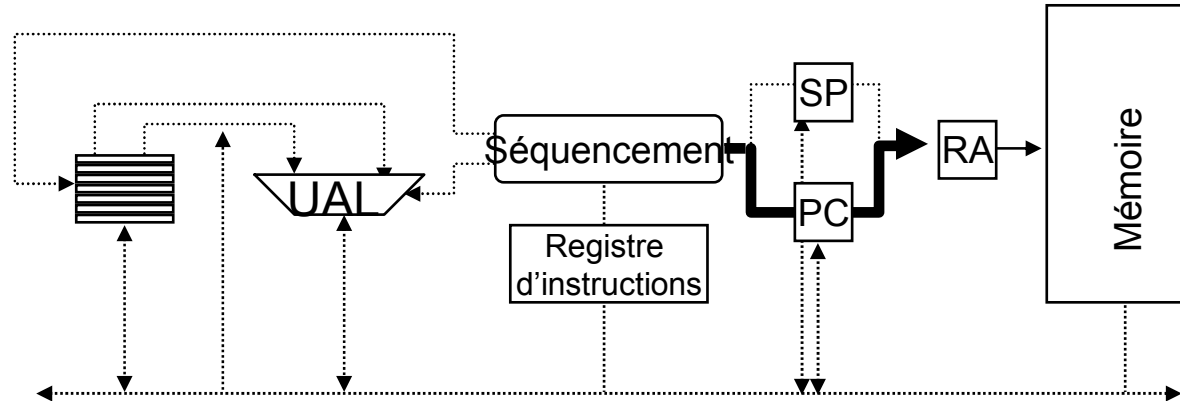 SP
Séquencement
RA
UAL
PC
Registre
d’instructions
Mémoire